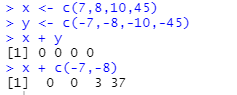 > x <- c(7,8,10,45)
> y <- c(-7,-8,-10,-45)
> x + y
[1] 0 0 0 0
> x + c(-7,-8)
[1]  0  0  3 37